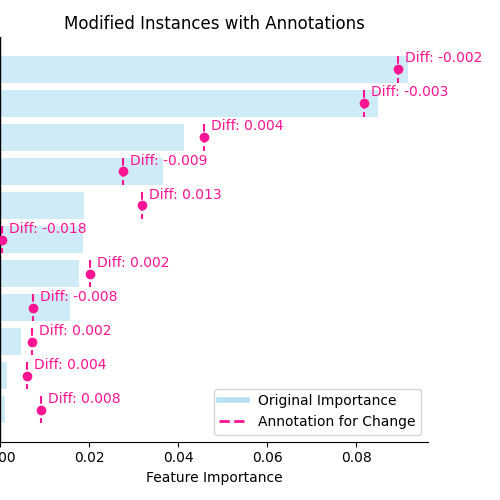 Modified Instances with Annotations
Diff: -0.002
Diff: -0.003
Diff: 0.004
Diff: -0.009
Diff: 0.013
Diff: -0.018
Diff: 0.002
Diff: -0.008
Diff: 0.002
Diff: 0.004
Diff: 0.008
Original Importance
Annotation for Change
00 0.02 0.04 0.06 0.08
Feature Importance